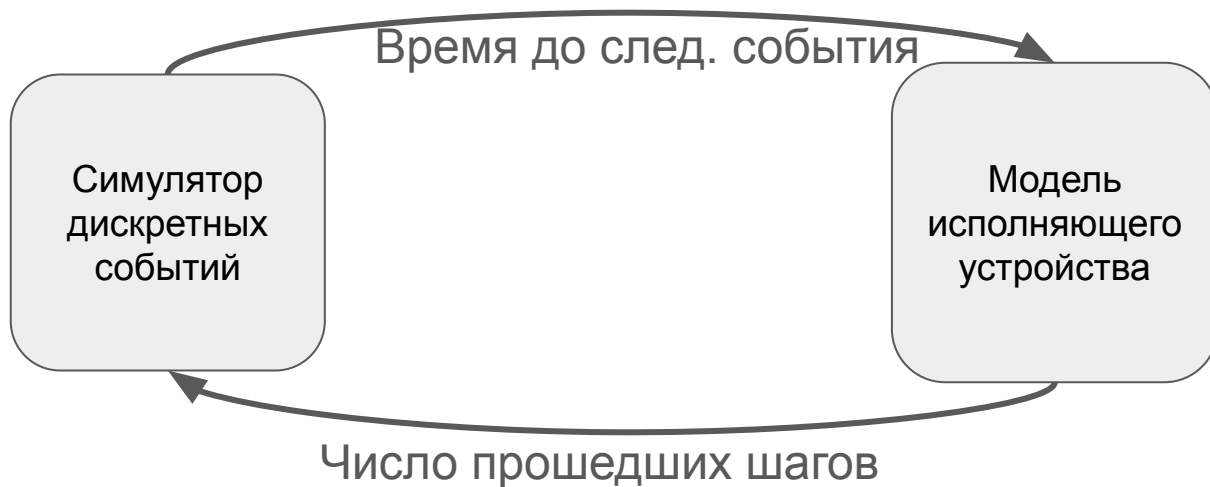 Время до след. события
Симулятор
дискретных
событий
Модель
исполняющего
устройства
Число прошедших шагов